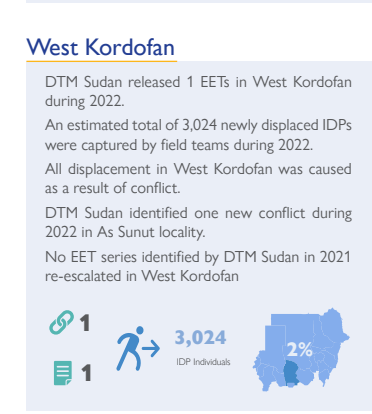 West Kordofan
DTM Sudan released 1 EETs in West Kordofan
during 2022.
An estimated total of 3,024 newly displaced IDPs
were captured by field teams during 2022.
All displacement in West Kordofan was caused
as a result of conflict.
DTM Sudan identified one new conflict during
2022 in As Sunut locality.
No EET series identified by DTM Sudan in 2021
re-escalated in West Kordofan
1
1
3,024
IDP Individuals
2%